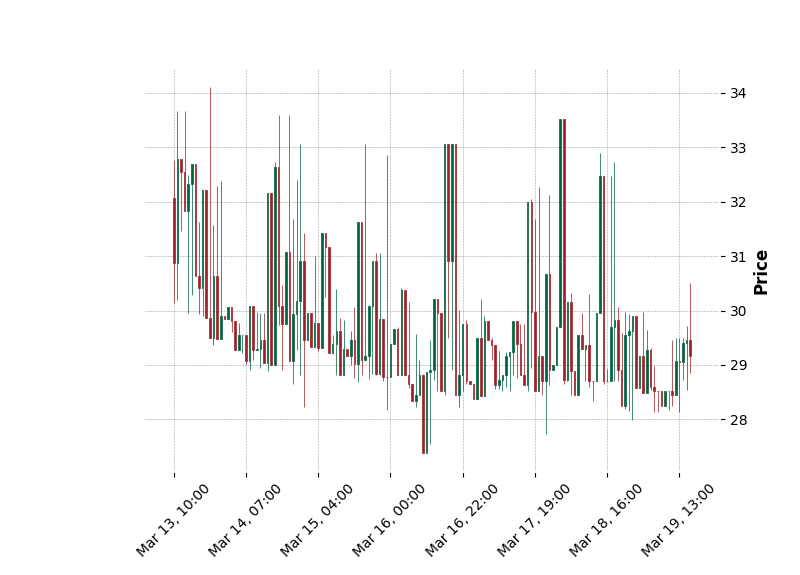 34
33
32
31
30
29
28
Price
Mar 13, 10:00
Mar 14, 07:00
Mar 15, 04:00
Mar 16, 00:00
Mar 16, 22:00
Mar 17, 19:00
Mar 18, 16:00
Mar 19, 13:00